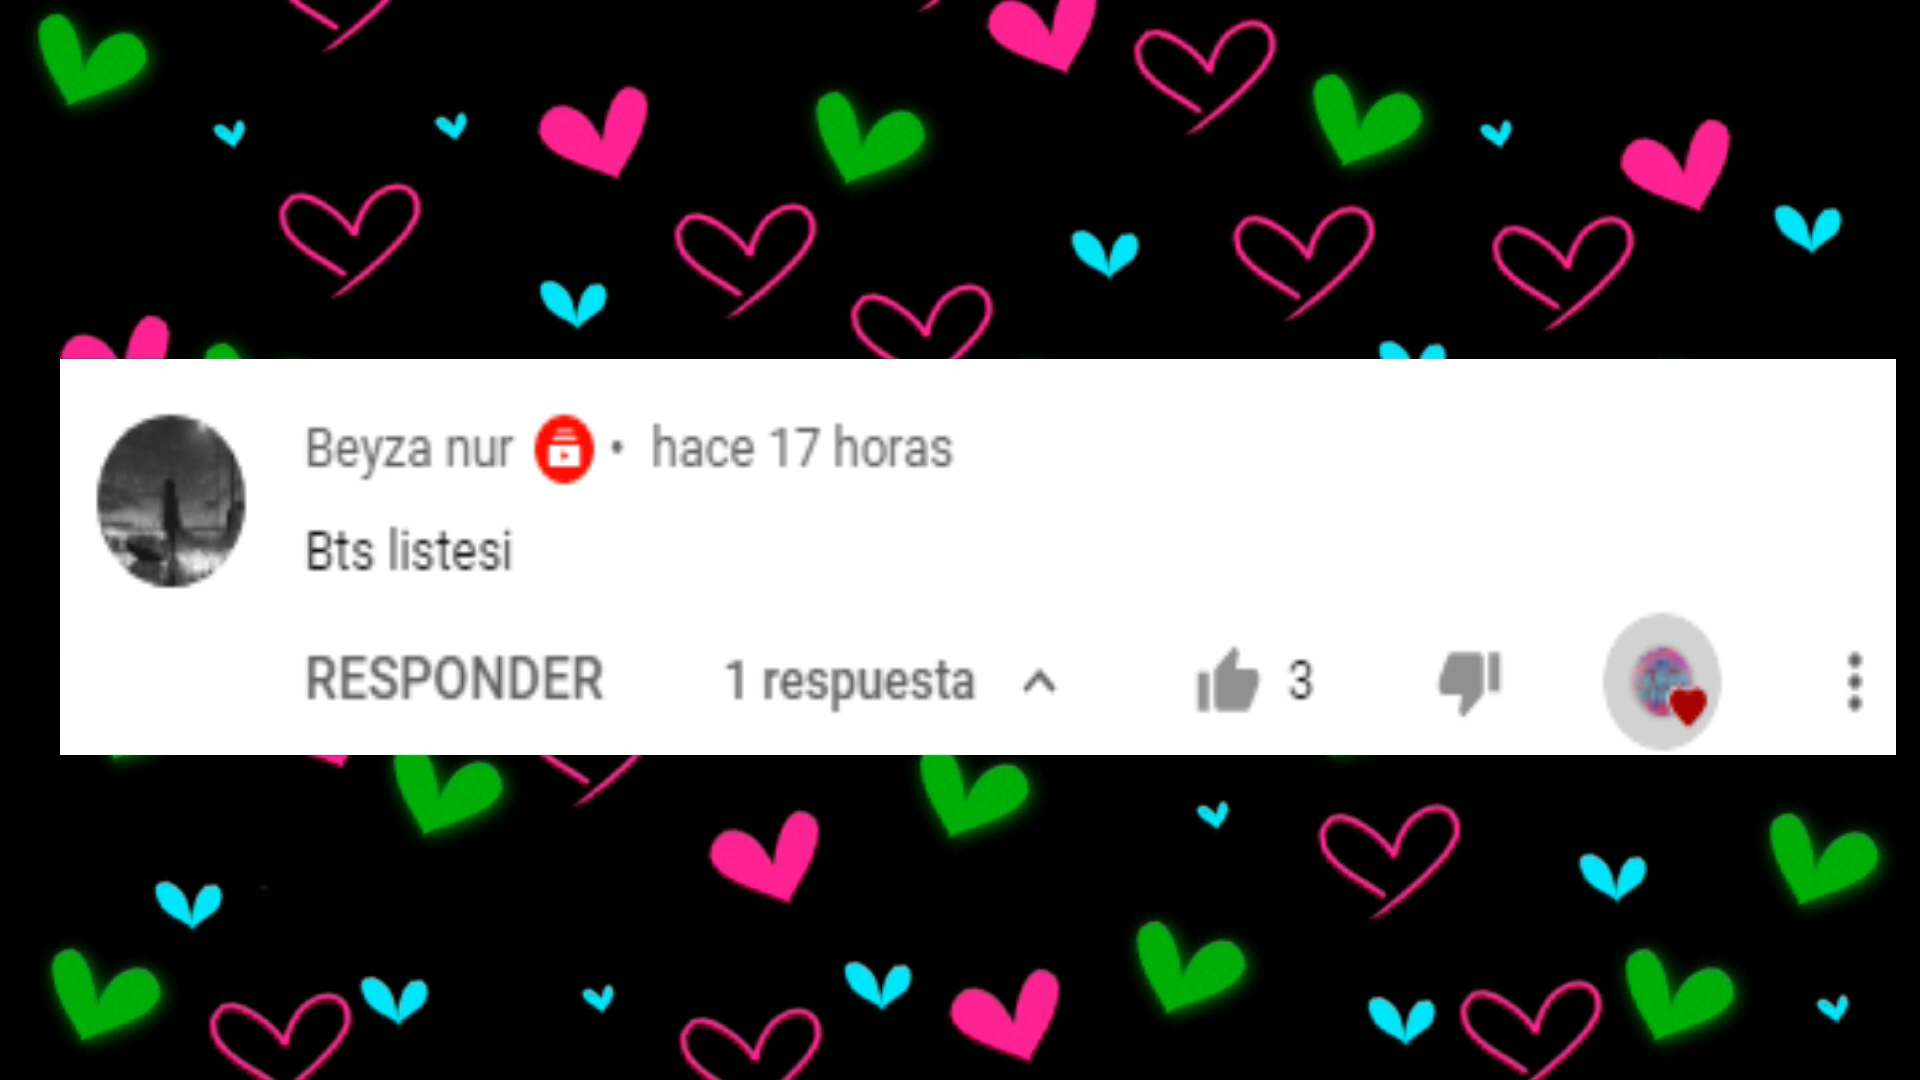 Beyza nur • hace 17 horas
Bts listesi
RESPONDER 1 respuesta 3